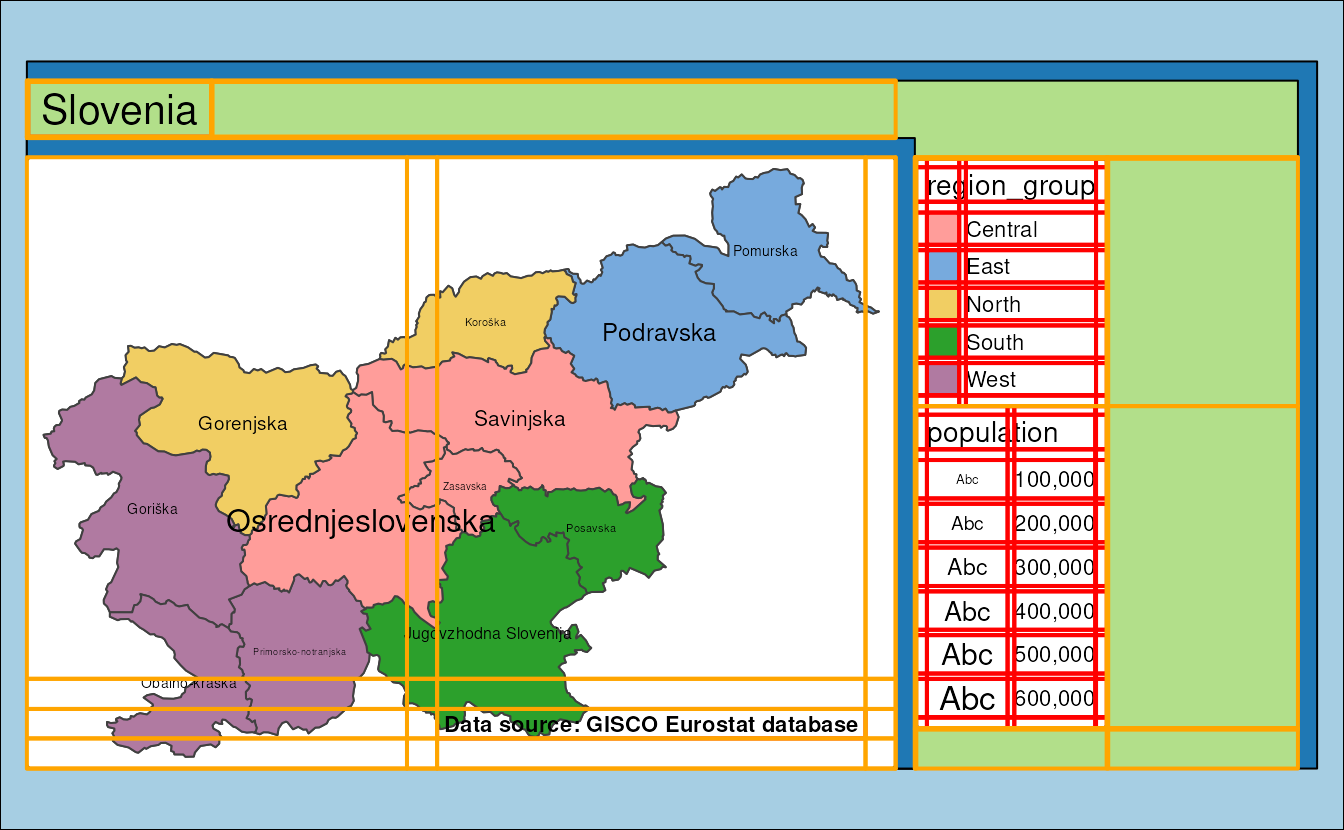 Slovenia
Pomurska
Koroška
Podravska
Gorenjska
Savinjska
Zasavska
Goriška
Osrednjeslovenska
Posavska
Jugovzhodna Slovenija
Primorsko-notranjska
Obalno-kraška
Data source: GISCO Eurostat database
region_group
Central
East
North
South
West
population
Abc 100,000
Abc 200,000
Abc 300,000
Abc 400,000
Abc 500,000
Abc 600,000